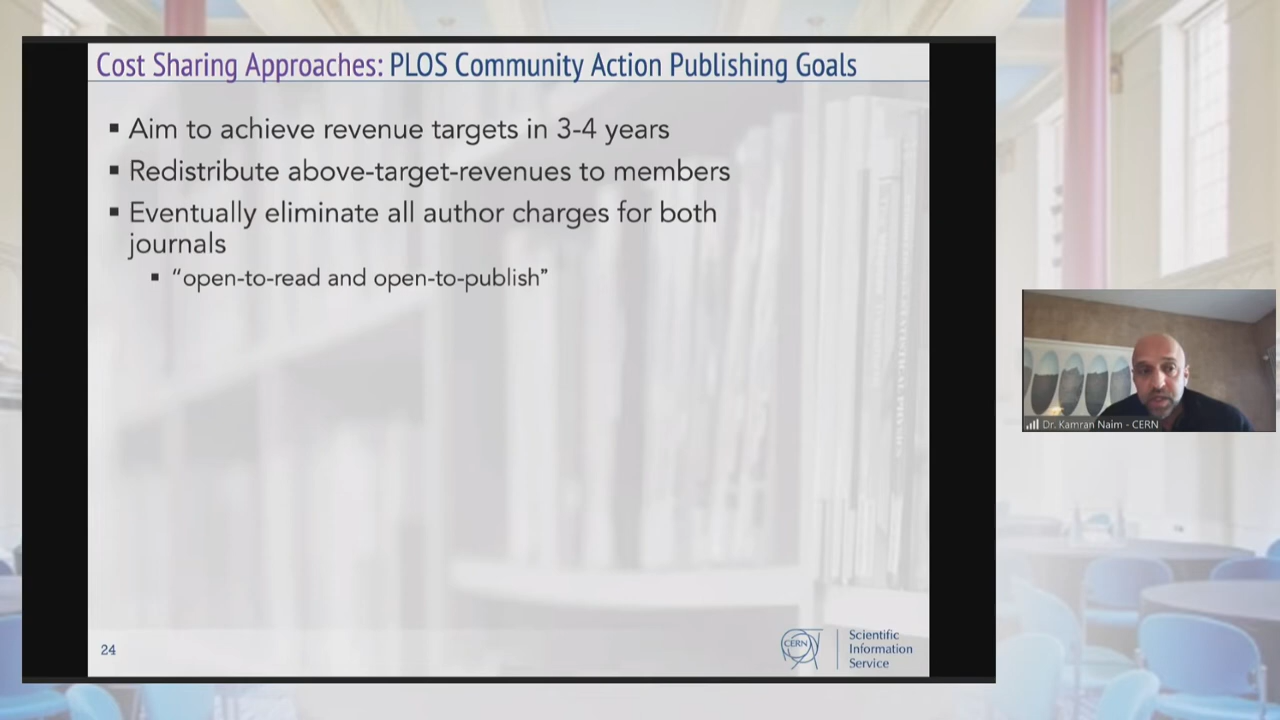 Cost Sharing Approaches: PLOS Community Action Publishing Goals
▪ Aim to achieve revenue targets in 3-4 years
▪ Redistribute above-target-revenues to members
▪ Eventually eliminate all author charges for both
journals
▪ “open-to-read and open-to-publish”
Dr. Kamran Naim - CERN
24
CERN
Scientific
Information
Service